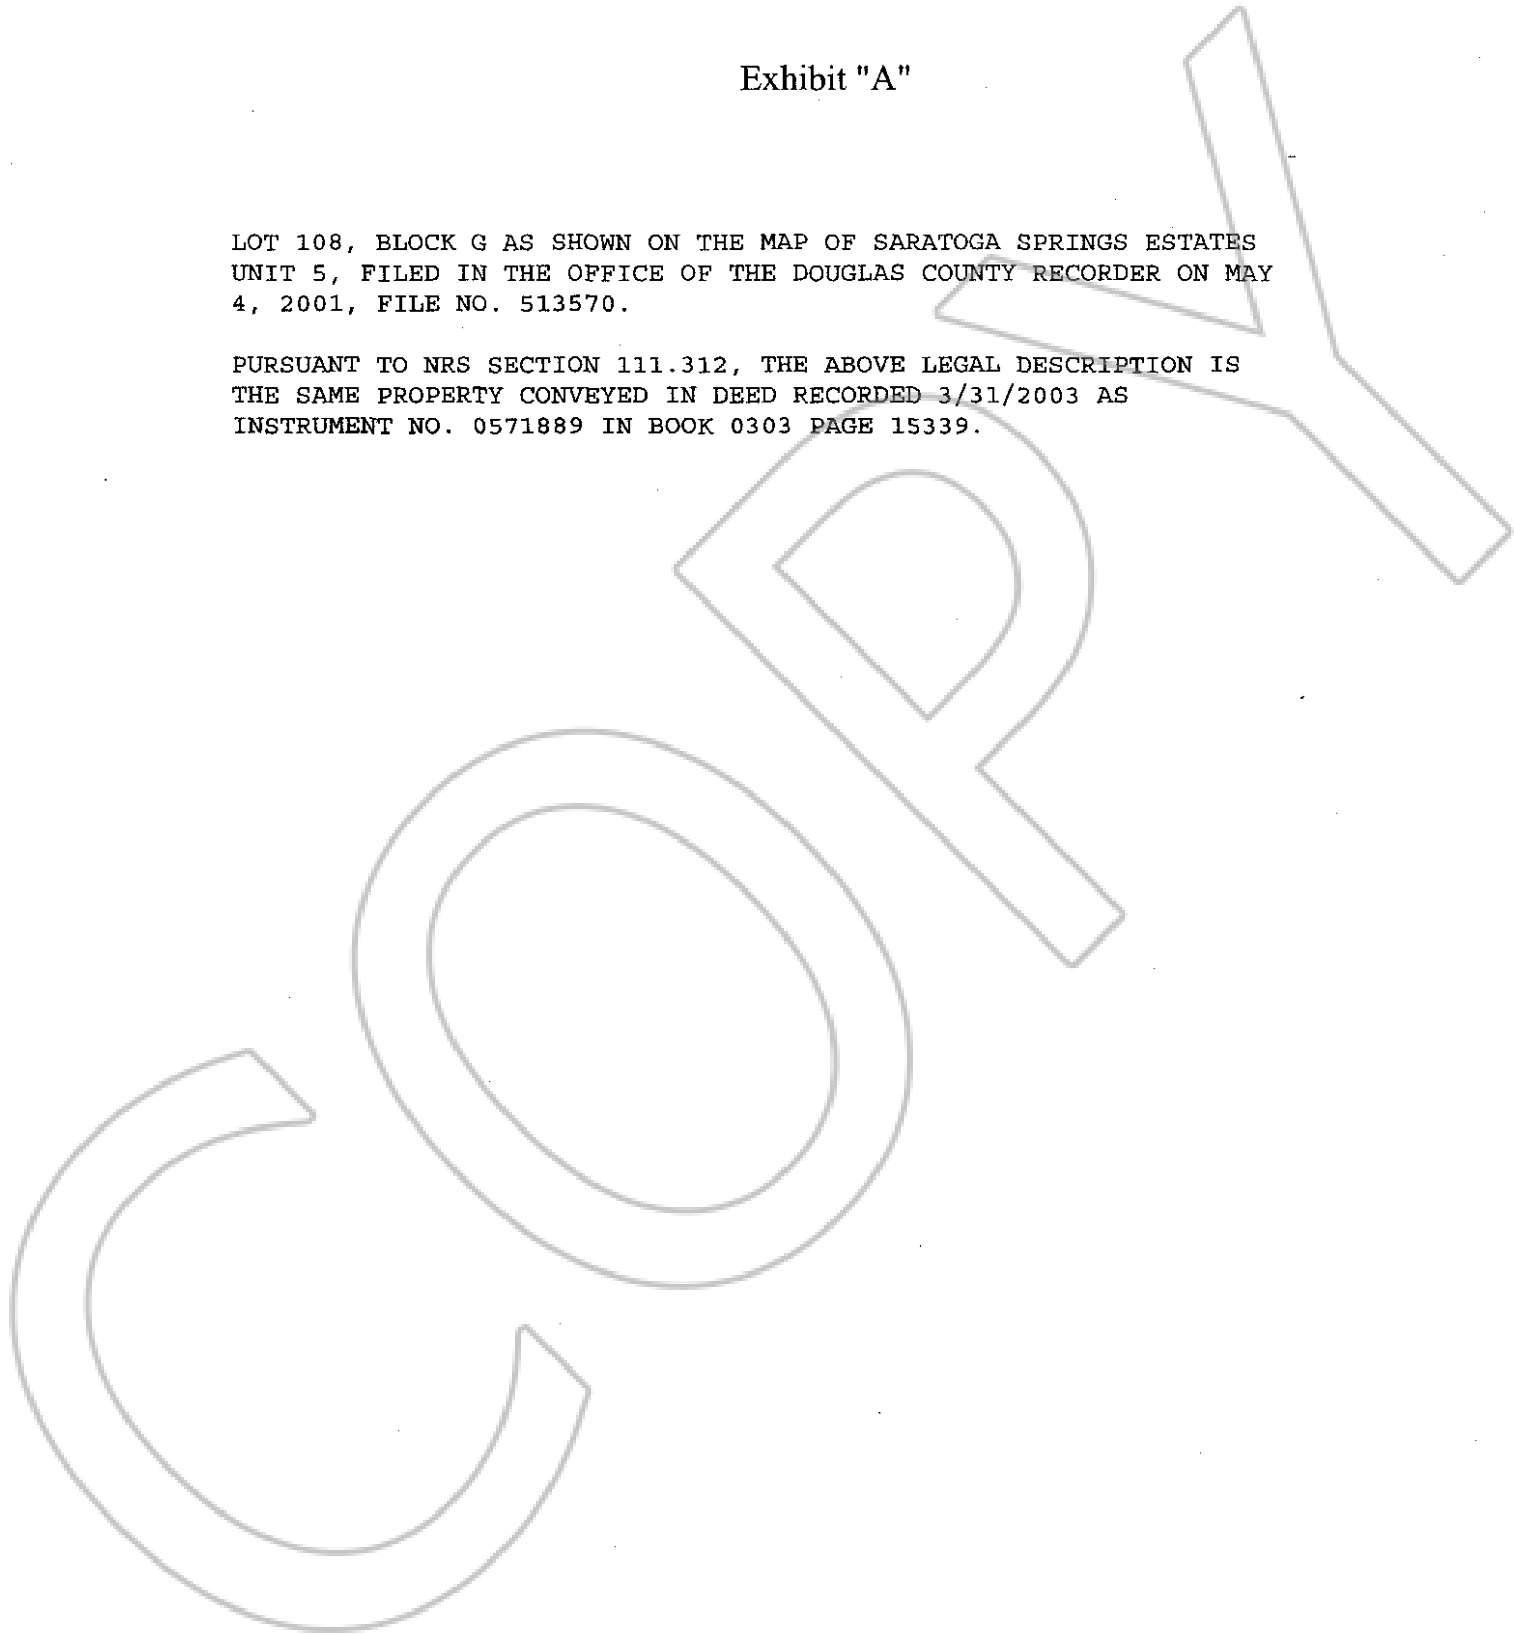 Exhibit "A"
LOT 108, BLOCK G AS SHOWN ON THE MAP OF SARATOGA SPRINGS ESTATES
UNIT 5, FILED IN THE OFFICE OF THE DOUGLAS COUNTY RECORDER ON MAY
4, 2001, FILE NO. 513570.
PURSUANT TO NRS SECTION 111.312, THE ABOVE LEGAL DESCRIPTION IS
THE SAME PROPERTY CONVEYED IN DEED RECORDED 3/31/2003 AS
INSTRUMENT NO. 0571889 IN BOOK 0303 PAGE 15339.
COPY